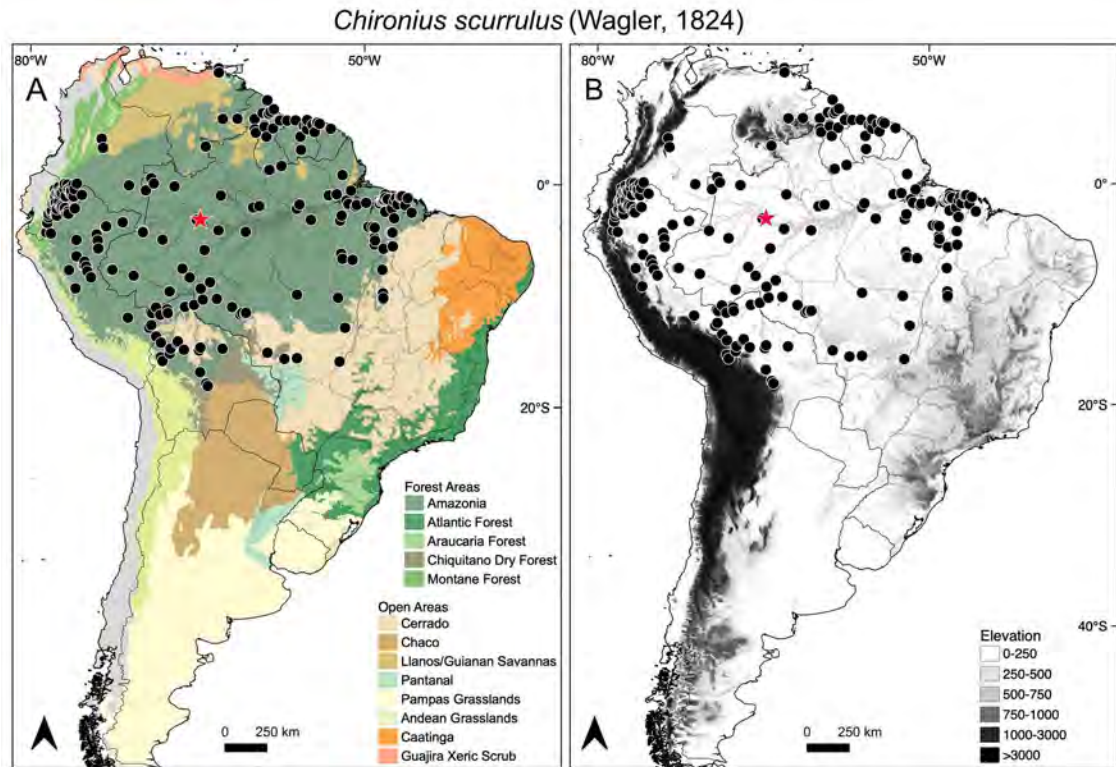 Chironius scurrulus (Wagler, 1824)
80°W
50°W
A
0°
20°S
Forest Areas
Amazonia
Atlantic Forest
Araucaria Forest
Chiquitano Dry Forest
Montane Forest
Open Areas
Cerrado
Chaco
Llanos/Guianan Savannas
Pantanal
Pampas Grasslands
Andean Grasslands
Caatinga
Guajira Xeric Scrub
0 250 km
80°W
50°W
B
0°
20°S
40°S
Elevation
0-250
250-500
500-750
750-1000
1000-3000
>3000
0 250 km